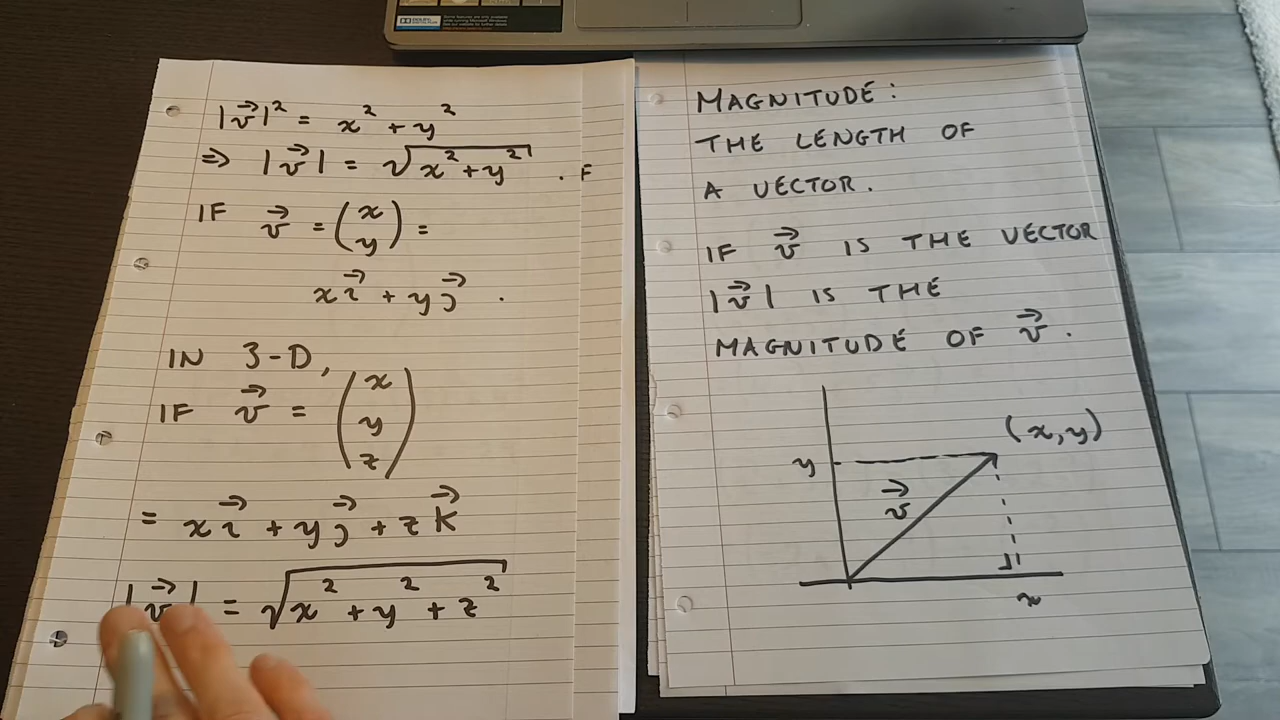 |v⃗|² = x² + y²
⇒ |v⃗| = √(x² + y²) . F
IF v⃗ = (x
y) =
x i⃗ + y j⃗ .
IN 3-D,
IF v⃗ = (x
y
z)
= x i⃗ + y j⃗ + z K⃗
|v⃗| = √(x² + y² + z²)
MAGNITUDE:
THE LENGTH OF
A VECTOR.
IF v⃗ IS THE VECTOR
|v⃗| IS THE
MAGNITUDE OF v⃗.
(x, y)
y
v⃗
x